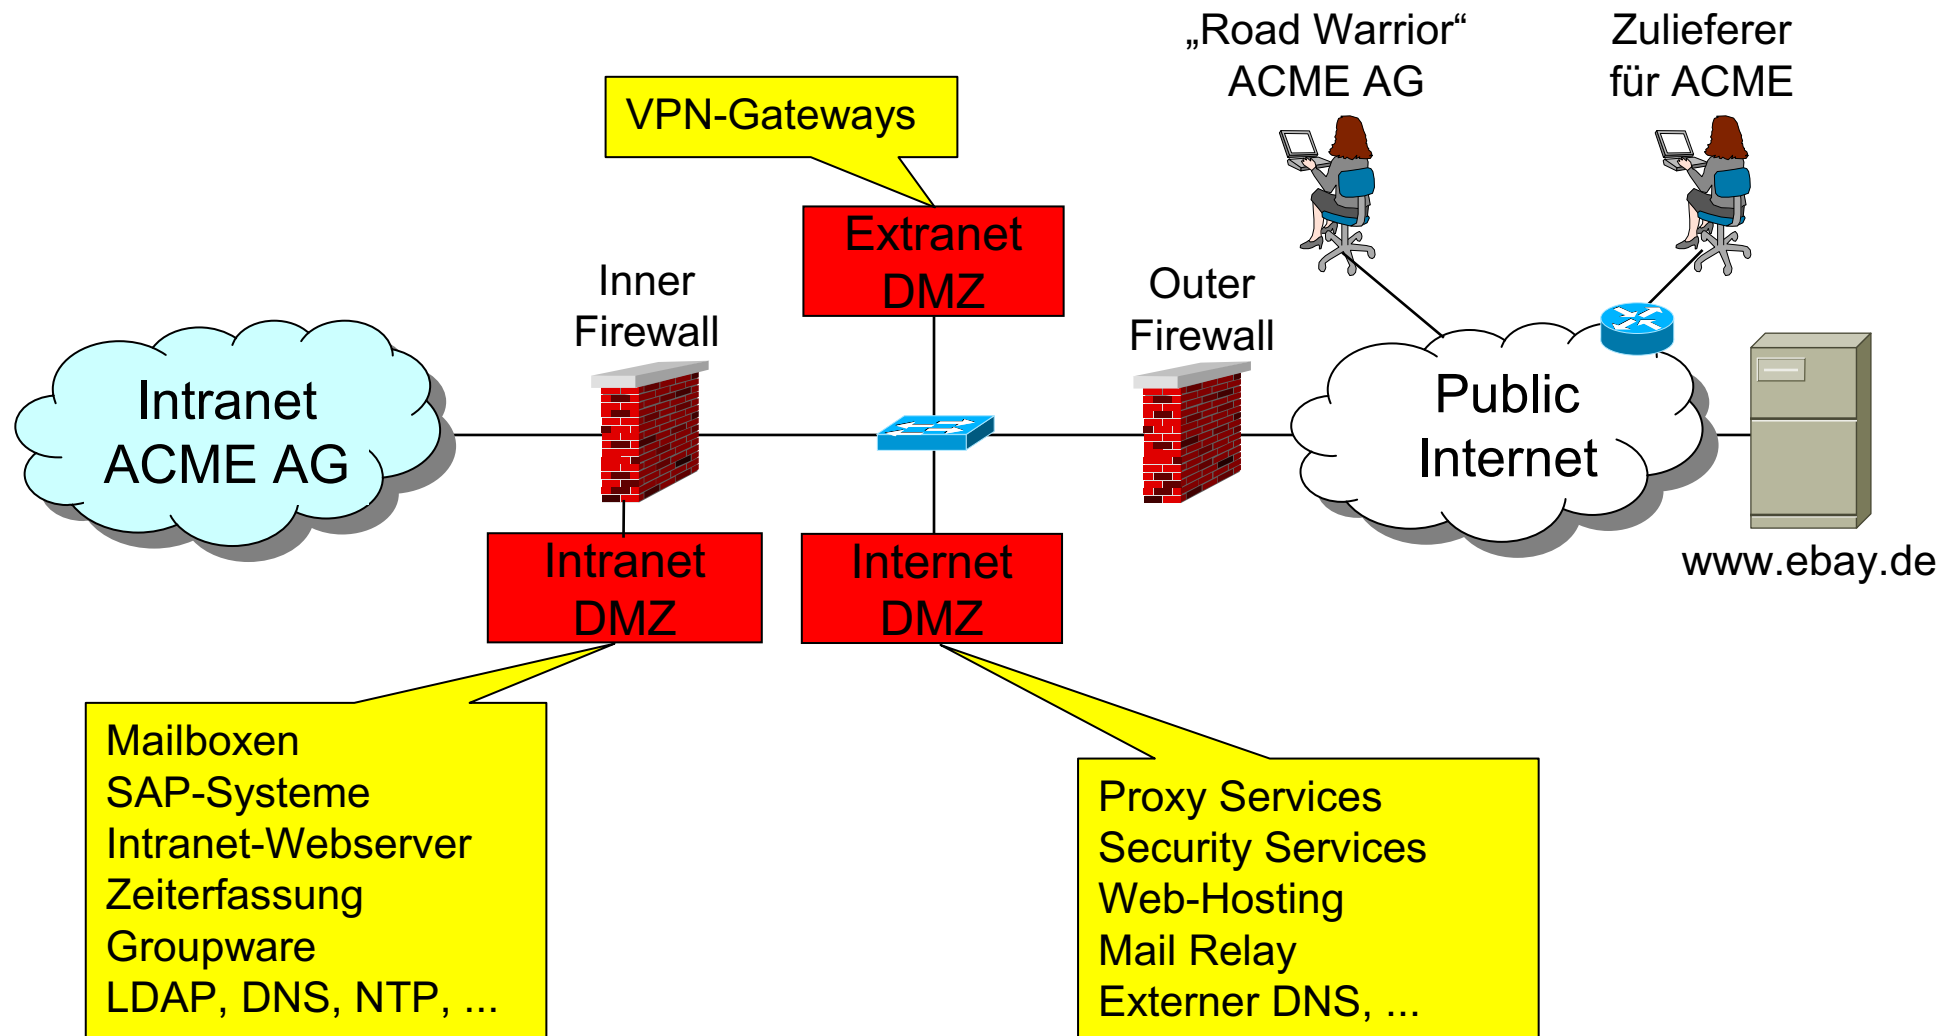 „Road Warrior“
ACME AG
Zulieferer
für ACME
VPN-Gateways
Extranet
DMZ
Inner
Firewall
Outer
Firewall
Intranet
ACME AG
Public
Internet
www.ebay.de
Intranet
DMZ
Internet
DMZ
Mailboxen
SAP-Systeme
Intranet-Webserver
Zeiterfassung
Groupware
LDAP, DNS, NTP, ...
Proxy Services
Security Services
Web-Hosting
Mail Relay
Externer DNS, ...